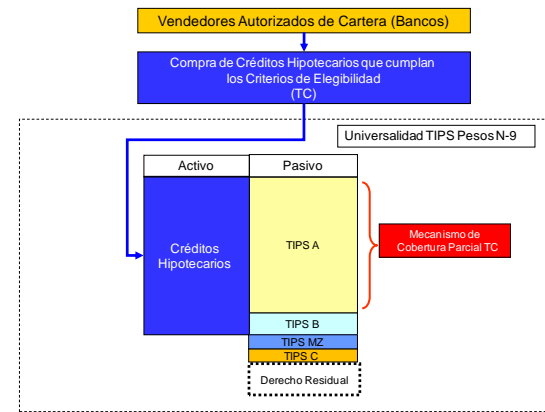 Vendedores Autorizados de Cartera (Bancos)
Compra de Créditos Hipotecarios que cumplan
los Criterios de Elegibilidad
(TC)
Universalidad TIPS Pesos N-9
Activo
Pasivo
Créditos
Hipotecarios
TIPS A
Mecanismo de
Cobertura Parcial TC
TIPS B
TIPS MZ
TIPS C
Derecho Residual